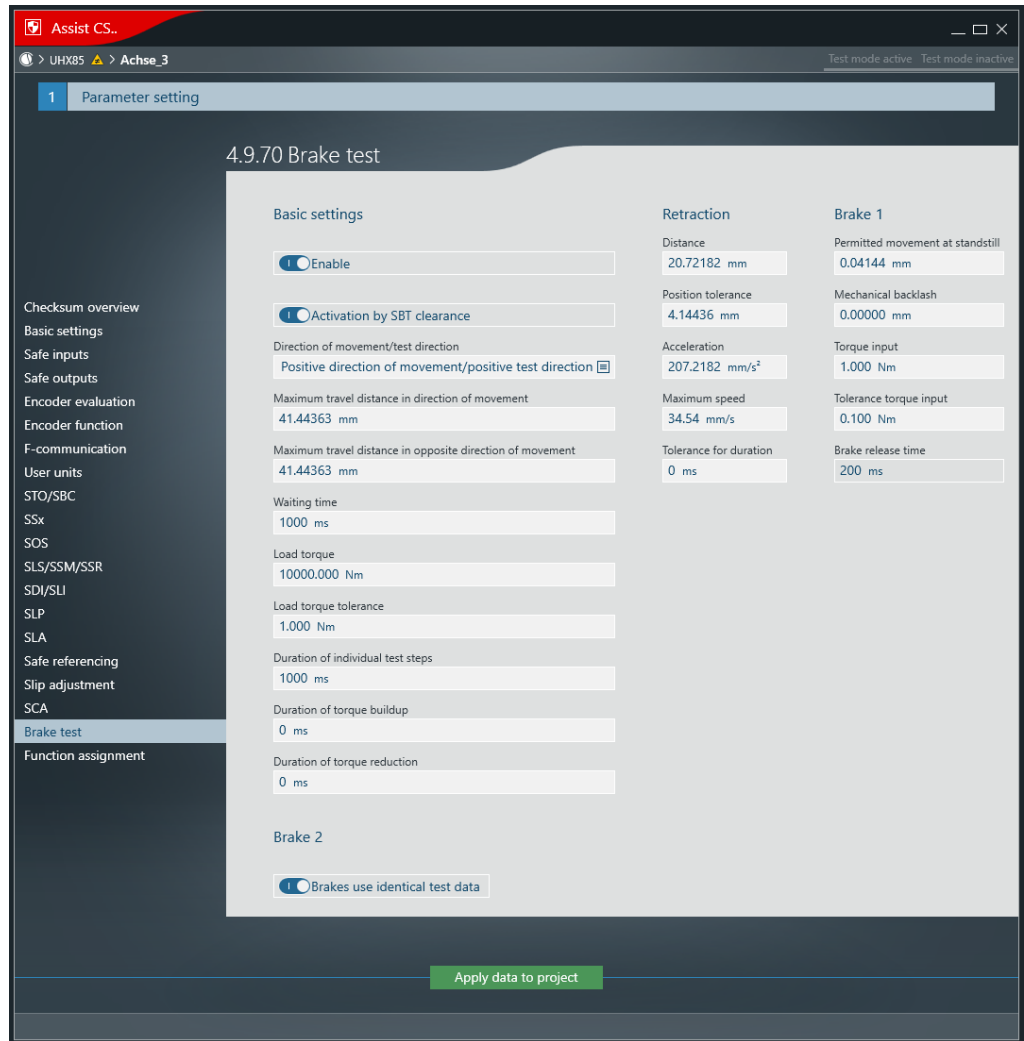 Assist CS..
> UHX85 > Achse_3
Test mode active Test mode inactive
1 Parameter setting
Checksum overview
Basic settings
Safe inputs
Safe outputs
Encoder evaluation
Encoder function
F-communication
User units
STO/SBC
SSx
SOS
SLS/SSM/SSR
SDI/SLI
SLP
SLA
Safe referencing
Slip adjustment
SCA
Brake test
Function assignment
4.9.70 Brake test
Basic settings
Enable
Activation by SBT clearance
Direction of movement/test direction
Positive direction of movement/positive test direction
Maximum travel distance in direction of movement
41.44363 mm
Maximum travel distance in opposite direction of movement
41.44363 mm
Waiting time
1000 ms
Load torque
10000.000 Nm
Load torque tolerance
1.000 Nm
Duration of individual test steps
1000 ms
Duration of torque buildup
0 ms
Duration of torque reduction
0 ms
Brake 2
Brakes use identical test data
Retraction
Distance
20.72182 mm
Position tolerance
4.14436 mm
Acceleration
207.2182 mm/s²
Maximum speed
34.54 mm/s
Tolerance for duration
0 ms
Brake 1
Permitted movement at standstill
0.04144 mm
Mechanical backlash
0.00000 mm
Torque input
1.000 Nm
Tolerance torque input
0.100 Nm
Brake release time
200 ms
Apply data to project